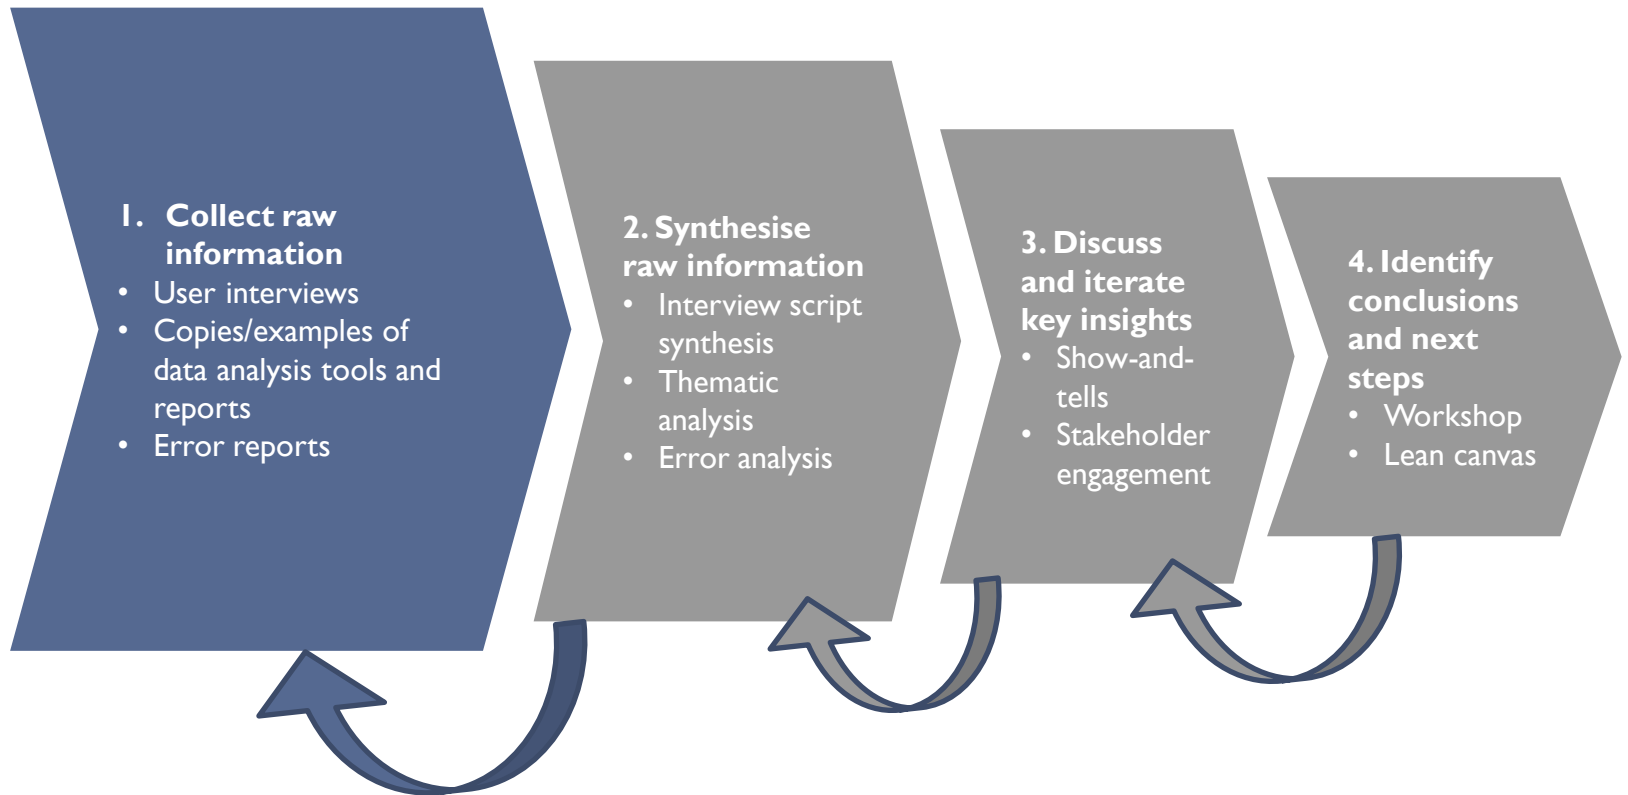 1. Collect raw
information
• User interviews
• Copies/examples of
data analysis tools and
reports
• Error reports
2. Synthesise
raw information
• Interview script
synthesis
• Thematic
analysis
• Error analysis
3. Discuss
and iterate
key insights
• Show-and-
tells
• Stakeholder
engagement
4. Identify
conclusions
and next
steps
• Workshop
• Lean canvas